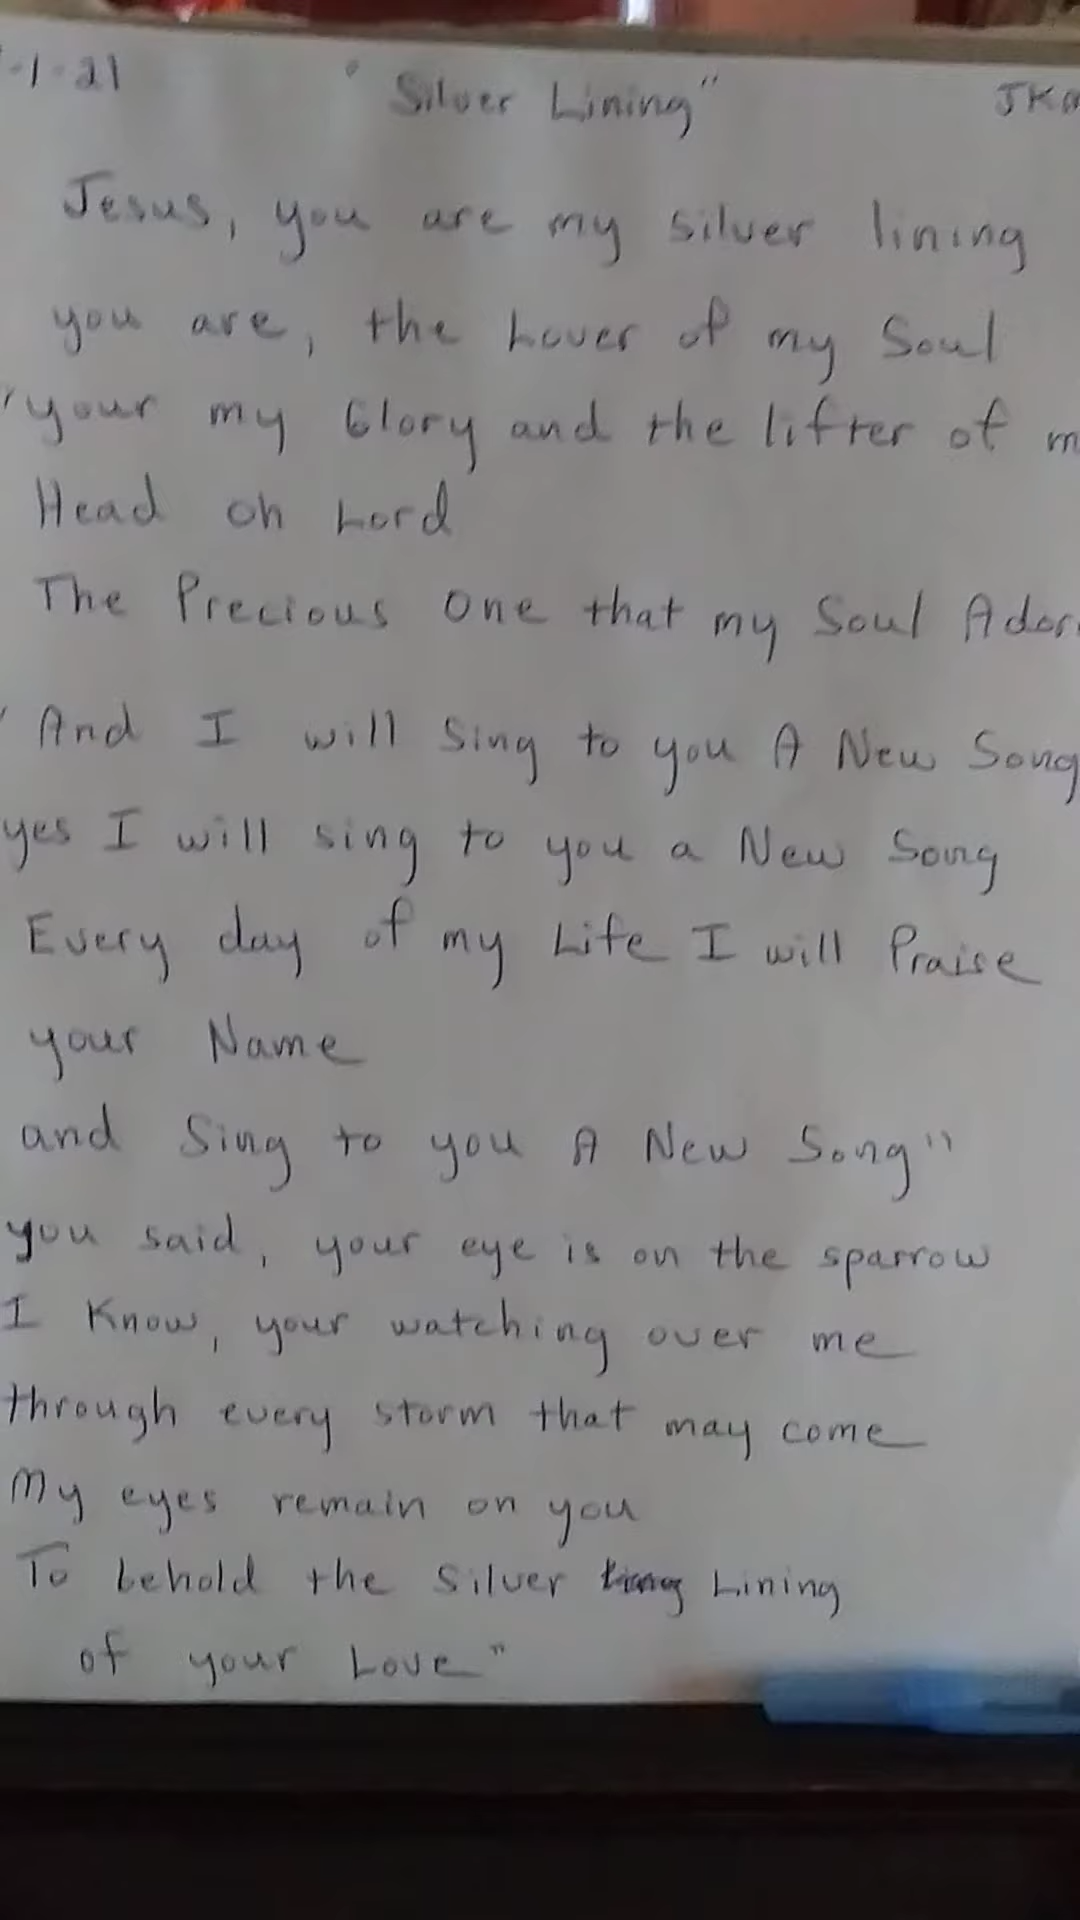 -1-21 "Silver Lining" JK
Jesus, you are my silver lining
you are, the Lover of my Soul
"your my Glory and the lifter of m
Head oh Lord
The Precious One that my Soul Ador
"And I will Sing to you A New Song
yes I will sing to you a New Song
Every day of my Life I will Praise
your Name
and Sing to you A New Song"
you said, your eye is on the sparrow
I Know, your watching over me
through every storm that may come
My eyes remain on you
To behold the Silver Lining
of your Love"